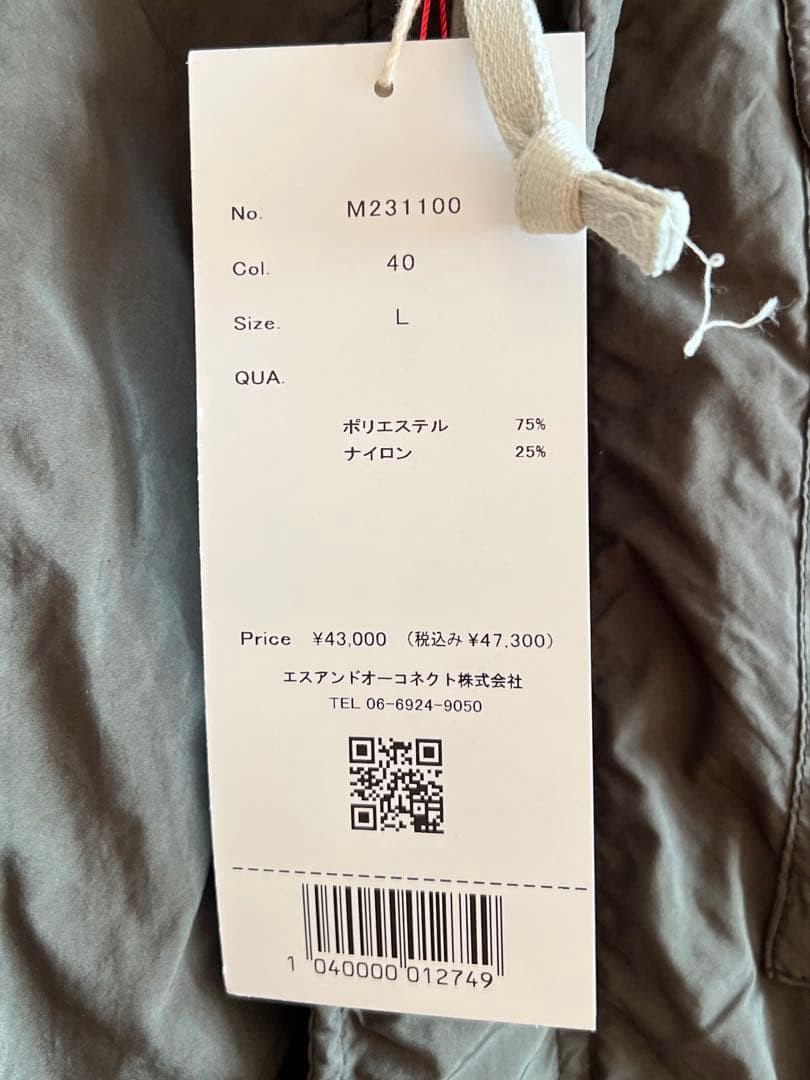 No. M231100
Col. 40
Size. L
QUA.
ポリエステル 75%
ナイロン 25%
Price ¥43,000 (税込み ¥47,300)
エスアンドオーコネクト株式会社
TEL 06-6924-9050
1 040000 012749